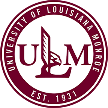 UNIVERSITY OF LOUISIANA MONROE
ULM
EST. 1931